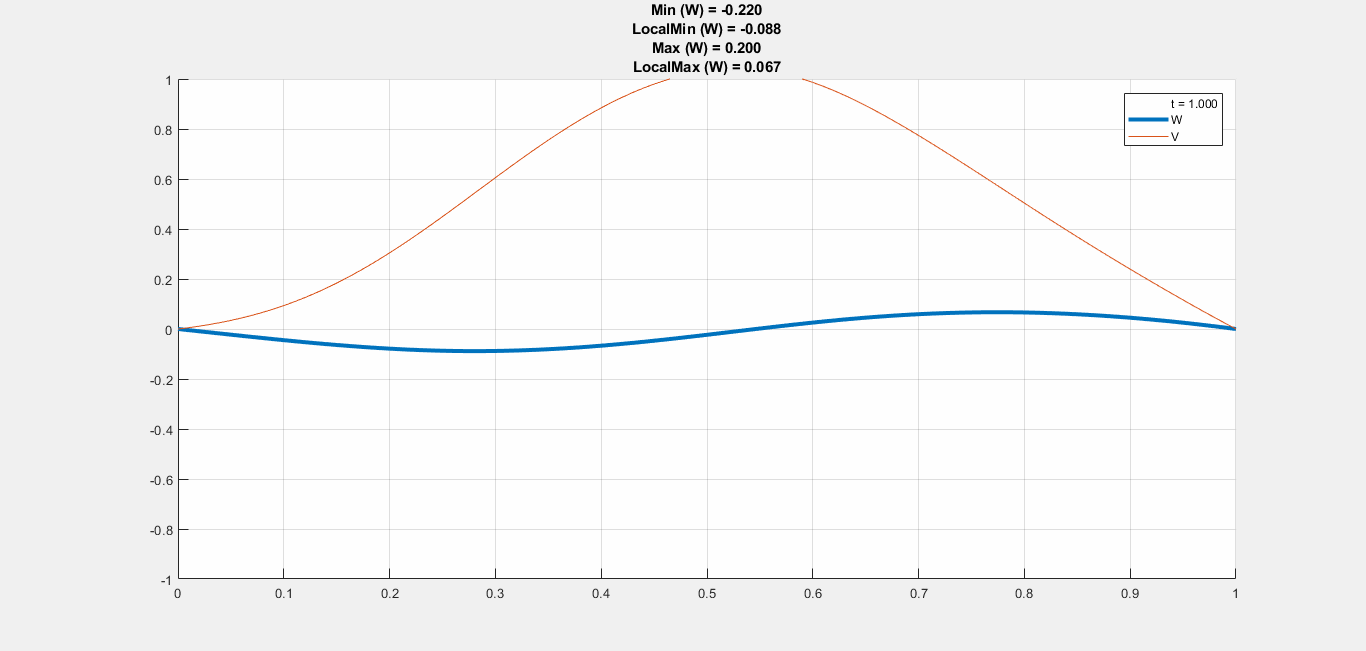 Min (W) = -0.220
LocalMin (W) = -0.088
Max (W) = 0.200
LocalMax (W) = 0.067
1
0.8
0.6
0.4
0.2
0
-0.2
-0.4
-0.6
-0.8
-1
t = 1.000
W
V
0 0.1 0.2 0.3 0.4 0.5 0.6 0.7 0.8 0.9 1